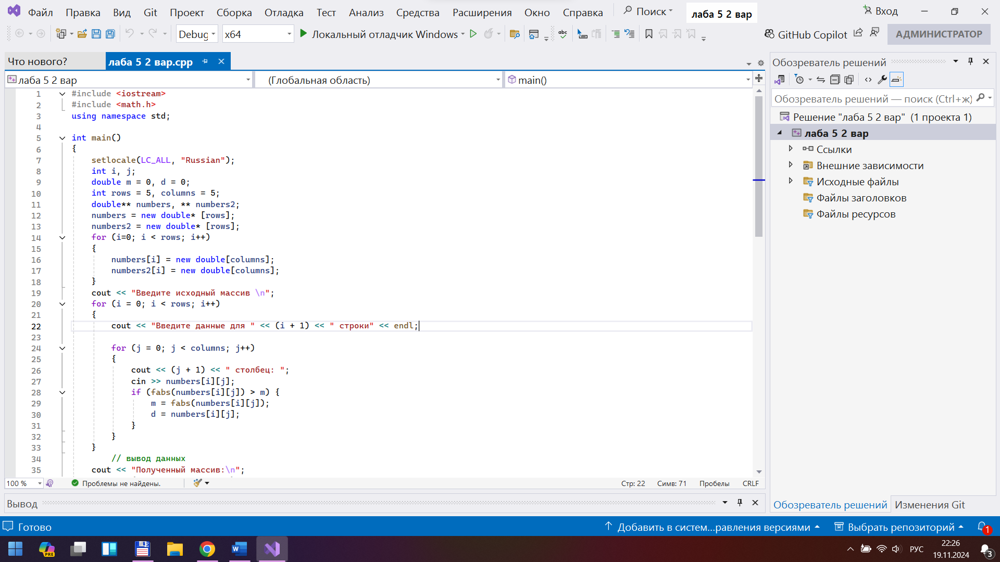 Файл Правка Вид Git Проект Сборка Отладка Тест Анализ Средства Расширения Окно Справка Поиск лаба 5 2 вар Вход
Debug x64 Локальный отладчик Windows abc GitHub Copilot АДМИНИСТРАТОР
Что нового? лаба 5 2 вар.cpp
лаба 5 2 вар (Глобальная область) main()
1 #include <iostream>
2 #include <math.h>
3 using namespace std;
4
5 int main()
6 {
7 setlocale(LC_ALL, "Russian");
8 int i, j;
9 double m = 0, d = 0;
10 int rows = 5, columns = 5;
11 double** numbers, ** numbers2;
12 numbers = new double* [rows];
13 numbers2 = new double* [rows];
14 for (i=0; i < rows; i++)
15 {
16 numbers[i] = new double[columns];
17 numbers2[i] = new double[columns];
18 }
19 cout << "Введите исходный массив \n";
20 for (i = 0; i < rows; i++)
21 {
22 cout << "Введите данные для " << (i + 1) << " строки" << endl;
23
24 for (j = 0; j < columns; j++)
25 {
26 cout << (j + 1) << " столбец: ";
27 cin >> numbers[i][j];
28 if (fabs(numbers[i][j]) > m) {
29 m = fabs(numbers[i][j]);
30 d = numbers[i][j];
31 }
32 }
33 }
34 // вывод данных
35 cout << "Полученный массив:\n";
100 % Проблемы не найдены. Стр: 22 Симв: 71 Пробелы CRLF
Вывод
Обозреватель решений
Обозреватель решений — поиск (Ctrl+ж)
Решение "лаба 5 2 вар" (1 проекта 1)
лаба 5 2 вар
Ссылки
Внешние зависимости
Исходные файлы
Файлы заголовков
Файлы ресурсов
Обозреватель решений Изменения Git
Готово Добавить в систем...равления версиями Выбрать репозиторий 1
PRE РУС 22:26
19.11.2024 3